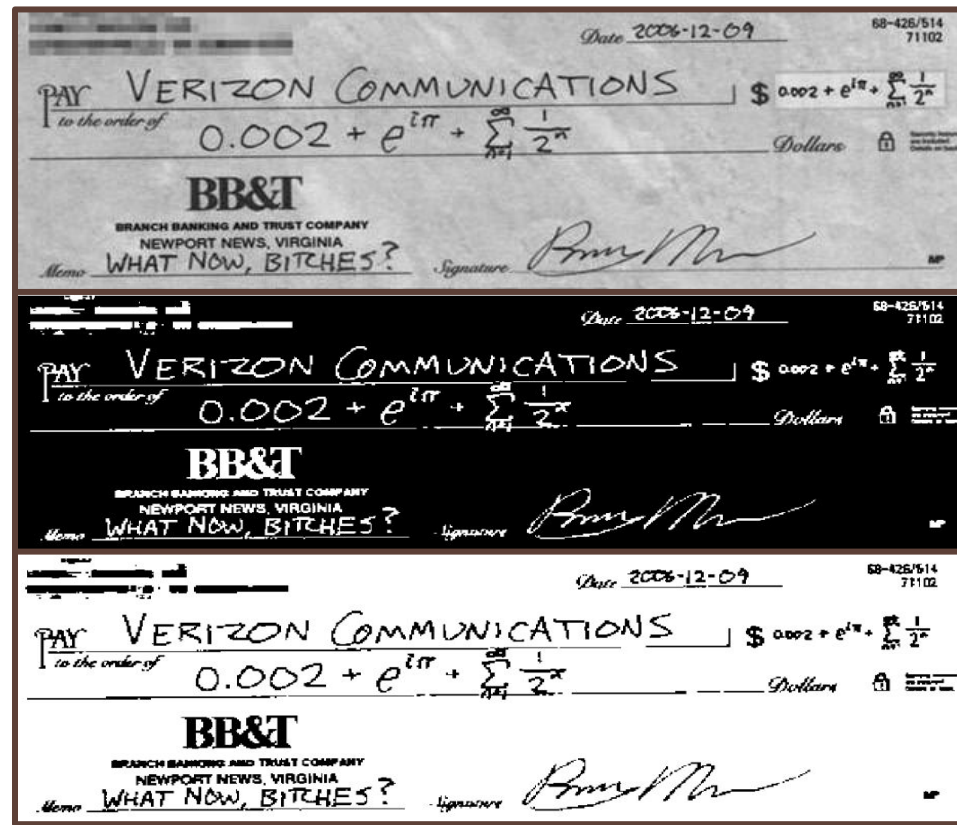 Date 2006-12-09 68-426/514
71102
PAY VERIZON COMMUNICATIONS $ 0.002 + e^{iπ} + ∑_{n=1}^{∞} 1/2^n
to the order of 0.002 + e^{iπ} + ∑_{n=1}^{∞} 1/2^n Dollars
BB&T
BRANCH BANKING AND TRUST COMPANY
NEWPORT NEWS, VIRGINIA
Memo WHAT NOW, BITCHES? Signature MP
Date 2006-12-09 68-426/514
71102
PAY VERIZON COMMUNICATIONS $ 0.002 + e^{iπ} + ∑_{n=1}^{∞} 1/2^n
to the order of 0.002 + e^{iπ} + ∑_{n=1}^{∞} 1/2^n Dollars
BB&T
BRANCH BANKING AND TRUST COMPANY
NEWPORT NEWS, VIRGINIA
Memo WHAT NOW, BITCHES? Signature MP
Date 2006-12-09 68-426/514
71102
PAY VERIZON COMMUNICATIONS $ 0.002 + e^{iπ} + ∑_{n=1}^{∞} 1/2^n
to the order of 0.002 + e^{iπ} + ∑_{n=1}^{∞} 1/2^n Dollars
BB&T
BRANCH BANKING AND TRUST COMPANY
NEWPORT NEWS, VIRGINIA
Memo WHAT NOW, BITCHES? Signature MP